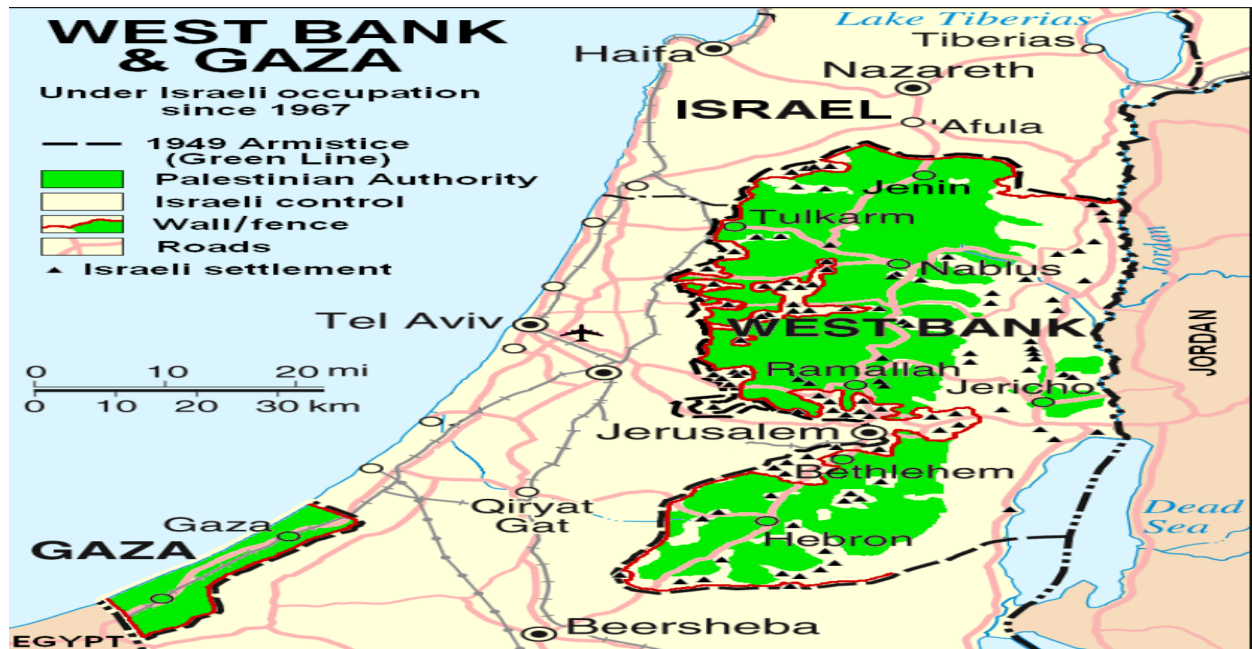 WEST BANK
& GAZA
Under Israeli occupation
since 1967
1949 Armistice
(Green Line)
Palestinian Authority
Israeli control
Wall/fence
Roads
Israeli settlement
0 10 20 mi
0 10 20 30 km
Lake Tiberias
Tiberias
Haifa
Nazareth
ISRAEL
'Afula
Jenin
Tulkarm
Nablus
Jordan
Tel Aviv
WEST BANK
JORDAN
Ramallah
Jericho
Jerusalem
Bethlehem
Qiryat
Gat
Dead
Sea
Gaza
GAZA
Hebron
Beersheba
EGYPT